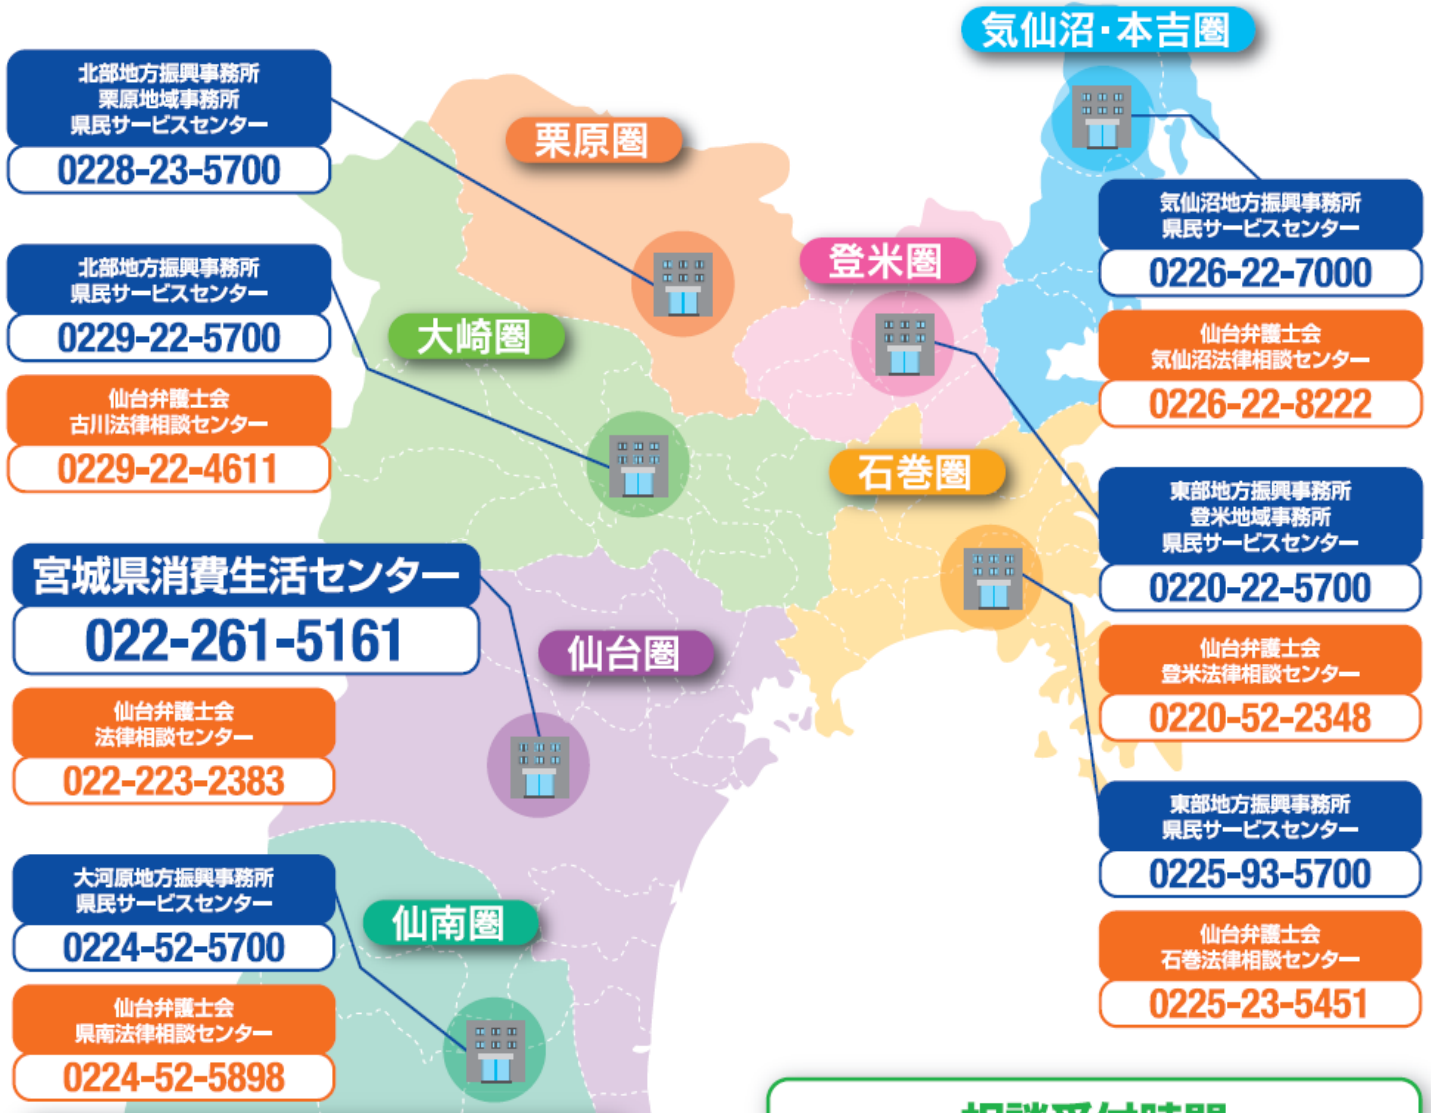 気仙沼・本吉圏
北部地方振興事務所
栗原地域事務所
県民サービスセンター
0228-23-5700
栗原圏
気仙沼地方振興事務所
県民サービスセンター
0226-22-7000
北部地方振興事務所
県民サービスセンター
0229-22-5700
登米圏
大崎圏
仙台弁護士会
気仙沼法律相談センター
0226-22-8222
仙台弁護士会
古川法律相談センター
0229-22-4611
石巻圏
東部地方振興事務所
登米地域事務所
県民サービスセンター
0220-22-5700
宮城県消費生活センター
022-261-5161
仙台圏
仙台弁護士会
登米法律相談センター
0220-52-2348
仙台弁護士会
法律相談センター
022-223-2383
東部地方振興事務所
県民サービスセンター
0225-93-5700
大河原地方振興事務所
県民サービスセンター
0224-52-5700
仙南圏
仙台弁護士会
石巻法律相談センター
0225-23-5451
仙台弁護士会
県南法律相談センター
0224-52-5898
相談受付時間